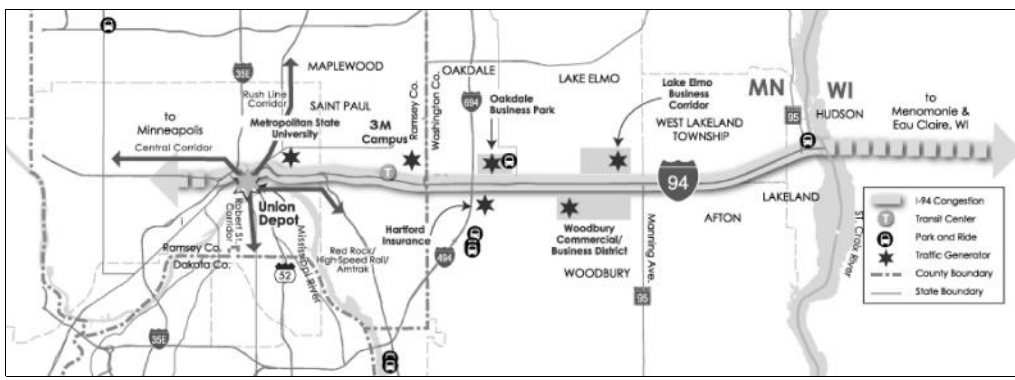 35E
MAPLEWOOD
OAKDALE
LAKE ELMO
Lake Elmo
Business
Corridor
MN
WI
Rush Line
Corridor
694
Oakdale
Business Park
95
HUDSON
to
Menomonie &
Eau Claire, WI
SAINT PAUL
Ramsey Co.
Washington Co.
to
Minneapolis
Metropolitan State
University
3M
Campus
WEST LAKELAND
TOWNSHIP
Central Corridor
T
94
Union
Depot
Robert St.
Corridor
Mississippi River
Hartford
Insurance
Woodbury
Commercial/
Business District
Manning Ave.
AFTON
LAKELAND
St. Croix River
Ramsey Co.
Dakota Co.
Red Rock/
High-Speed Rail/
Amtrak
494
WOODBURY
52
95
35E
I-94 Congestion
T
Transit Center
Park and Ride
Traffic Generator
County Boundary
State Boundary